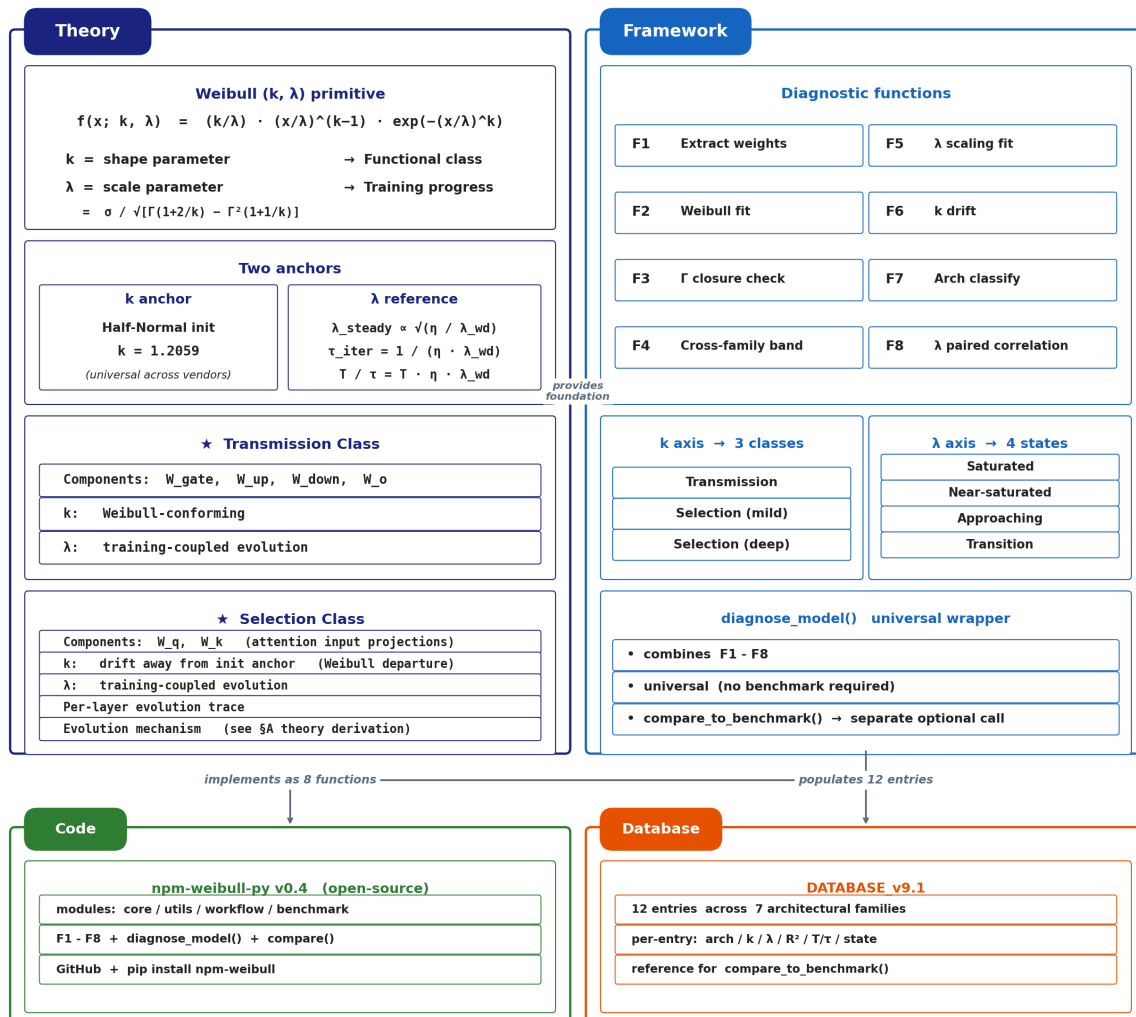 Theory
Weibull (k, λ) primitive
f(x; k, λ) = (k/λ) · (x/λ)^(k−1) · exp(−(x/λ)^k)
k = shape parameter → Functional class
λ = scale parameter → Training progress
= σ / √[Γ(1+2/k) − Γ²(1+1/k)]
Two anchors
k anchor
Half-Normal init
k = 1.2059
(universal across vendors)
λ reference
λ_steady ∝ √(η / λ_wd)
τ_iter = 1 / (η · λ_wd)
T / τ = T · η · λ_wd
★ Transmission Class
Components: W_gate, W_up, W_down, W_o
k: Weibull-conforming
λ: training-coupled evolution
★ Selection Class
Components: W_q, W_k (attention input projections)
k: drift away from init anchor (Weibull departure)
λ: training-coupled evolution
Per-layer evolution trace
Evolution mechanism (see §A theory derivation)
provides
foundation
Framework
Diagnostic functions
F1 Extract weights
F5 λ scaling fit
F2 Weibull fit
F6 k drift
F3 Γ closure check
F7 Arch classify
F4 Cross-family band
F8 λ paired correlation
k axis → 3 classes
Transmission
Selection (mild)
Selection (deep)
λ axis → 4 states
Saturated
Near-saturated
Approaching
Transition
diagnose_model() universal wrapper
• combines F1 - F8
• universal (no benchmark required)
• compare_to_benchmark() → separate optional call
implements as 8 functions
populates 12 entries
Code
npm-weibull-py v0.4 (open-source)
modules: core / utils / workflow / benchmark
F1 - F8 + diagnose_model() + compare()
GitHub + pip install npm-weibull
Database
DATABASE_v9.1
12 entries across 7 architectural families
per-entry: arch / k / λ / R² / T/τ / state
reference for compare_to_benchmark()